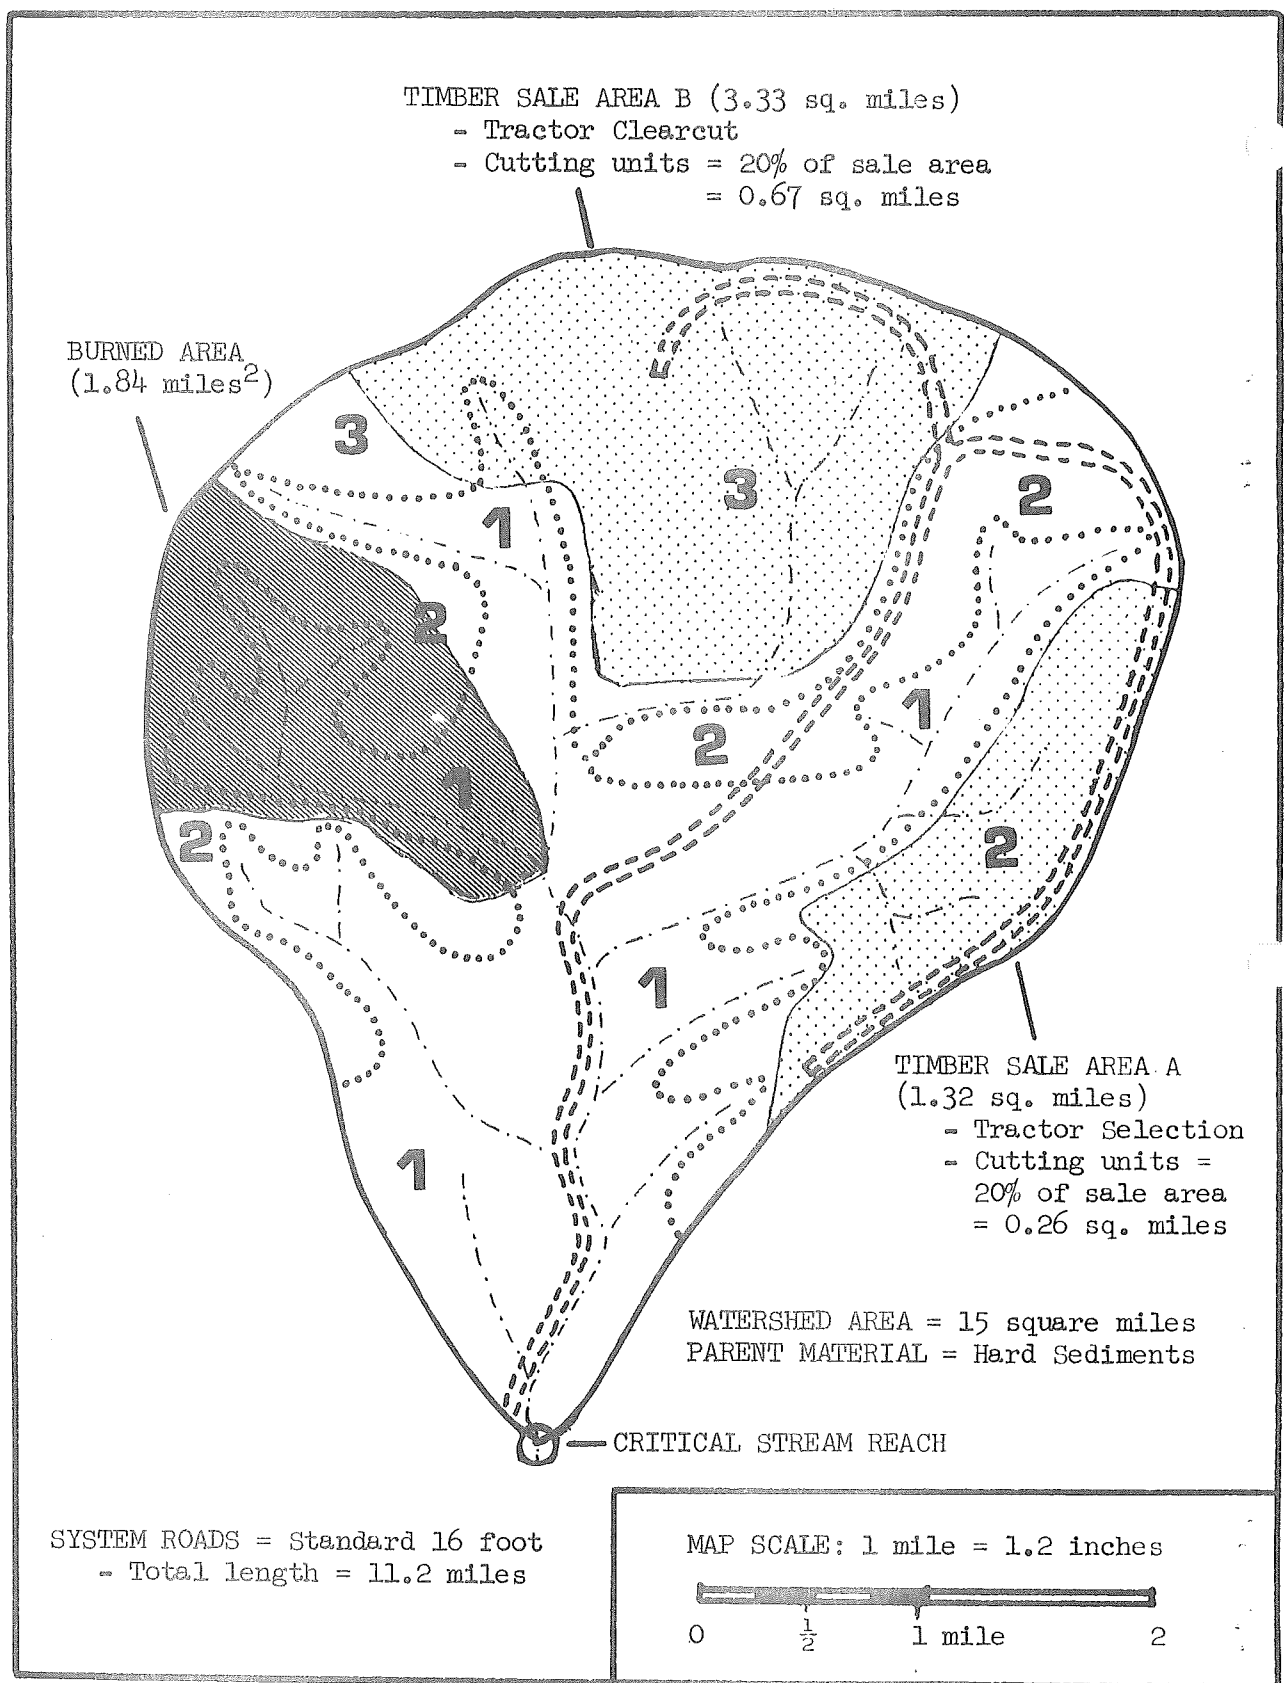 TIMBER SALE AREA B (3.33 sq. miles)
- Tractor Clearcut
- Cutting units = 20% of sale area
= 0.67 sq. miles
BURNED AREA
(1.84 miles²)
3
1
3
2
2
1
2
1
2
2
1
1
TIMBER SALE AREA A
(1.32 sq. miles)
- Tractor Selection
- Cutting units =
20% of sale area
= 0.26 sq. miles
1
WATERSHED AREA = 15 square miles
PARENT MATERIAL = Hard Sediments
CRITICAL STREAM REACH
SYSTEM ROADS = Standard 16 foot
- Total length = 11.2 miles
MAP SCALE: 1 mile = 1.2 inches
0 ½ 1 mile 2